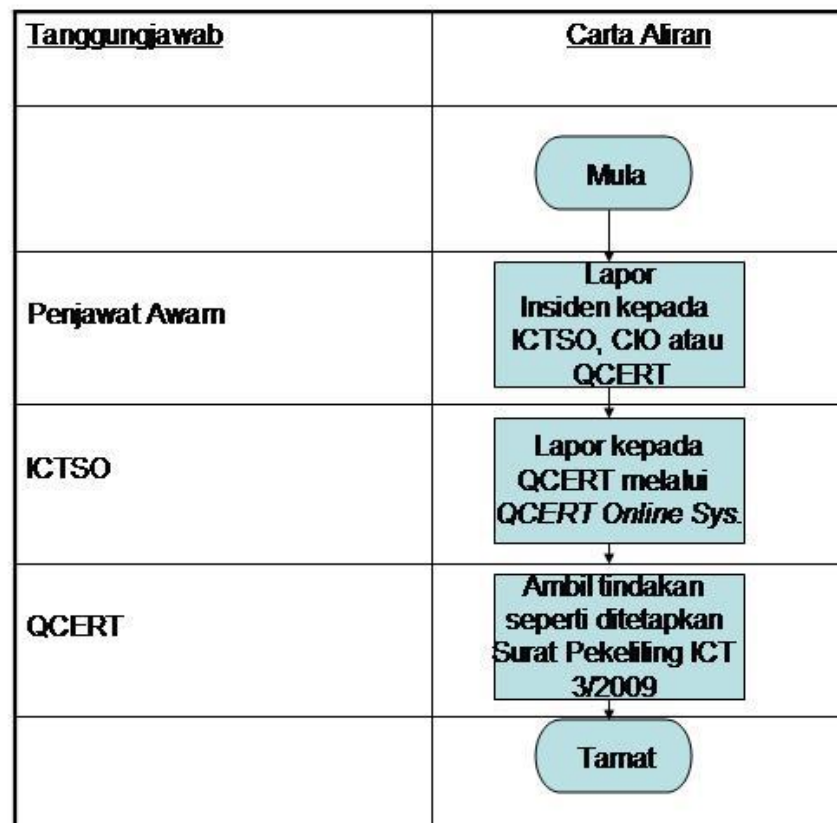 Tanggungjawab
Carta Aliran
Mula
Penjawat Awam
Lapor
Insiden kepada
ICTSO, CIO atau
QCERT
ICTSO
Lapor kepada
QCERT melalui
QCERT Online Sys.
QCERT
Ambil tindakan
seperti ditetapkan
Surat Pekeliling ICT
3/2009
Tamat